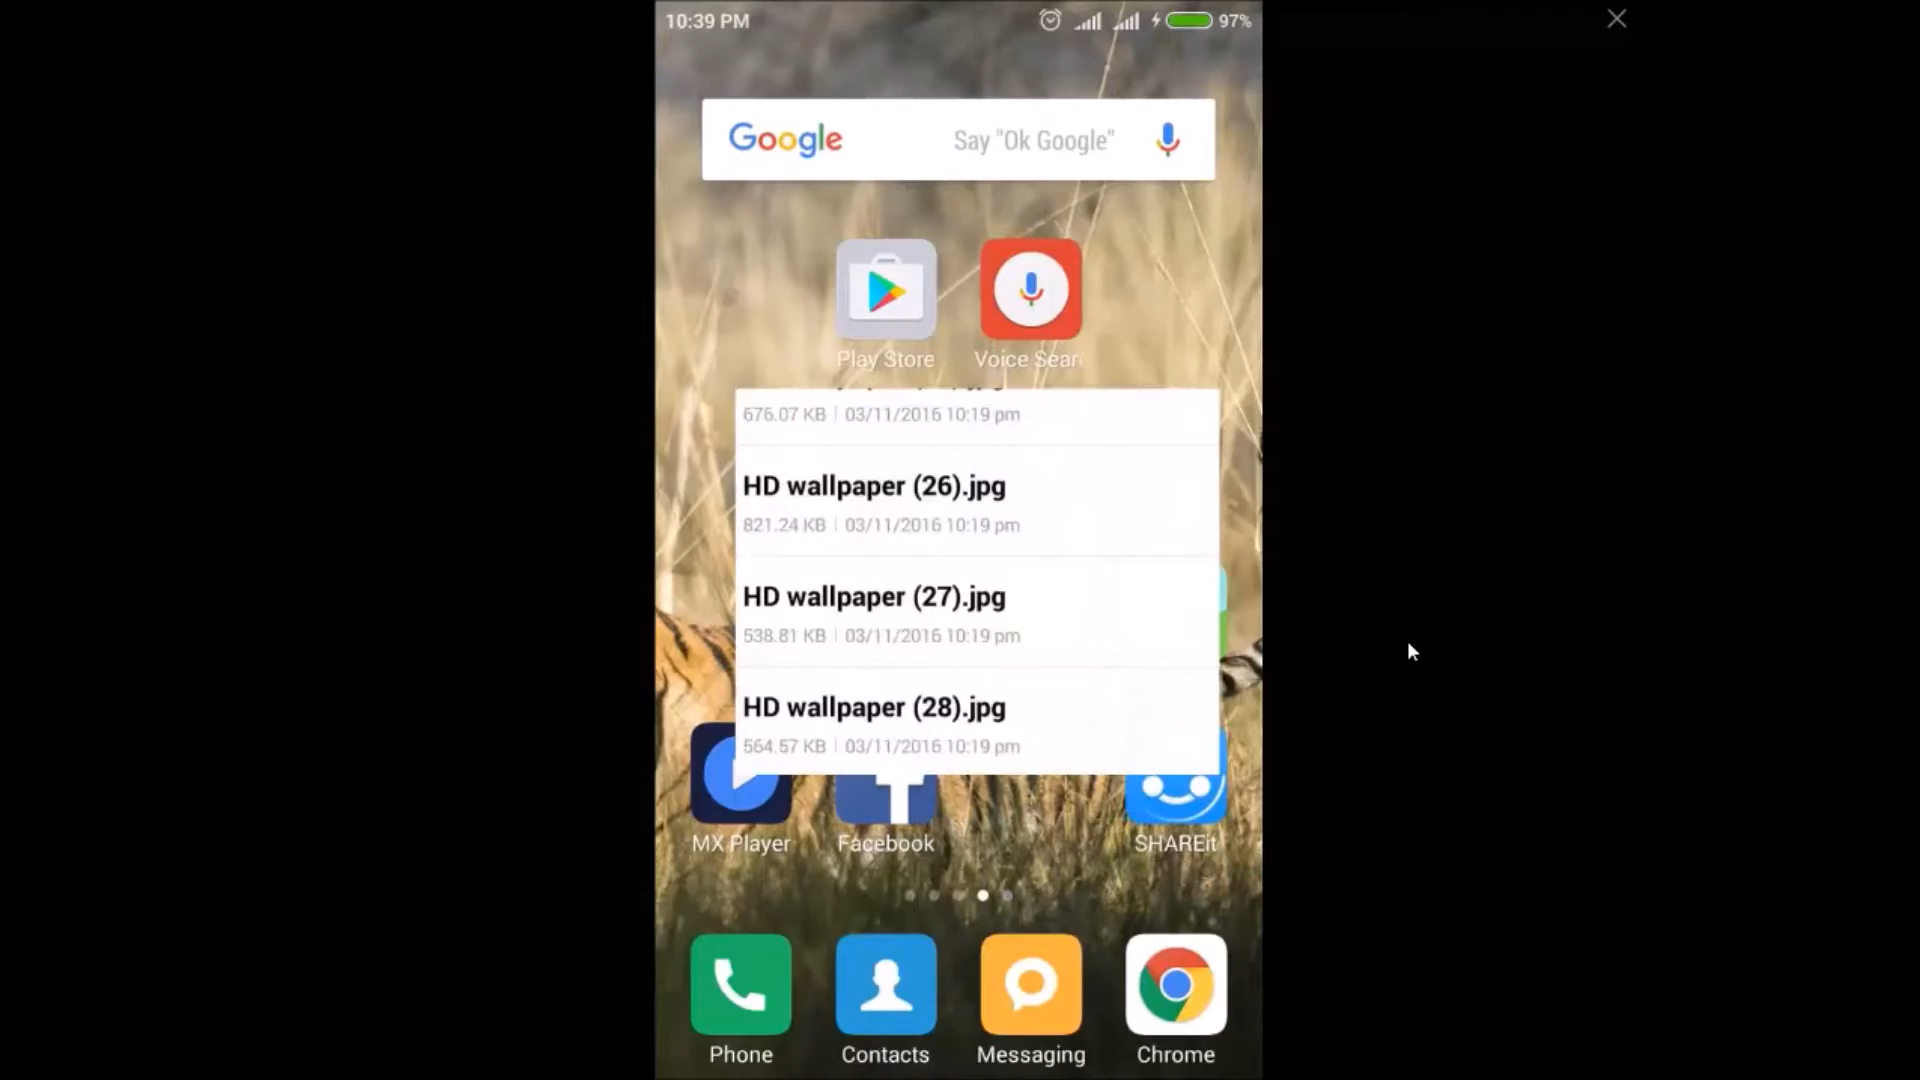 10:39 PM
97%
Google
Say "Ok Google"
Play Store
Voice Sear
676.07 KB | 03/11/2016 10:19 pm
HD wallpaper (26).jpg
821.24 KB | 03/11/2016 10:19 pm
HD wallpaper (27).jpg
538.81 KB | 03/11/2016 10:19 pm
HD wallpaper (28).jpg
564.57 KB | 03/11/2016 10:19 pm
MX Player
Facebook
SHAREit
Phone
Contacts
Messaging
Chrome